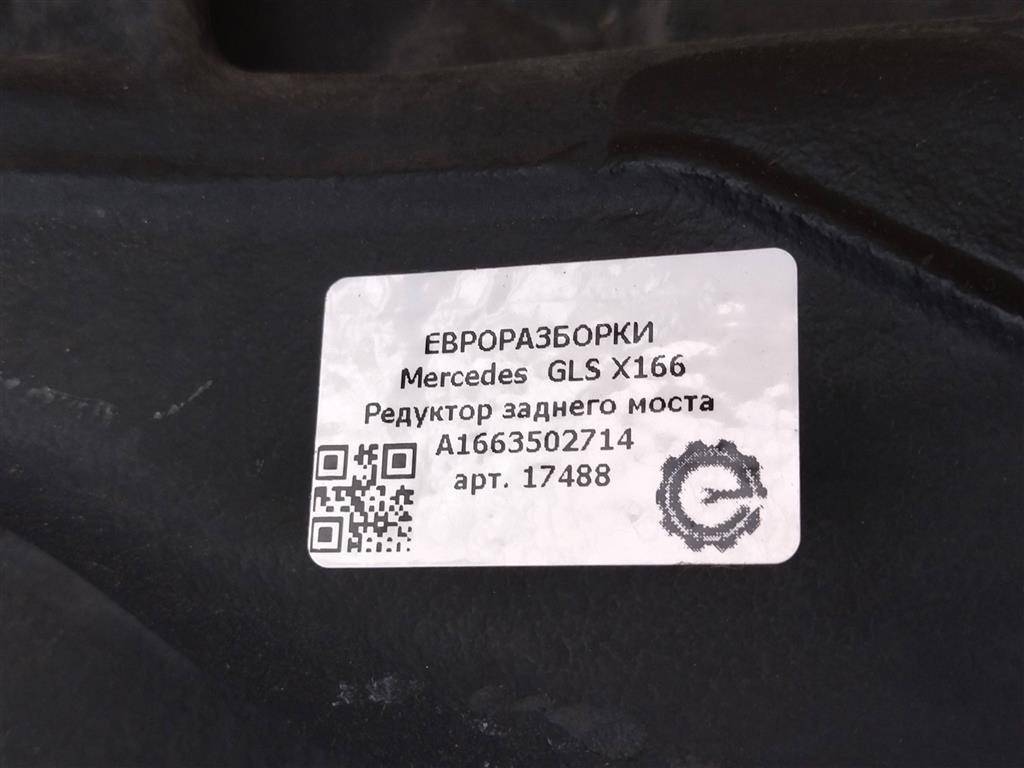 ЕВРОРАЗБОРКИ
Mercedes GLS X166
Редуктор заднего моста
A1663502714
арт. 17488